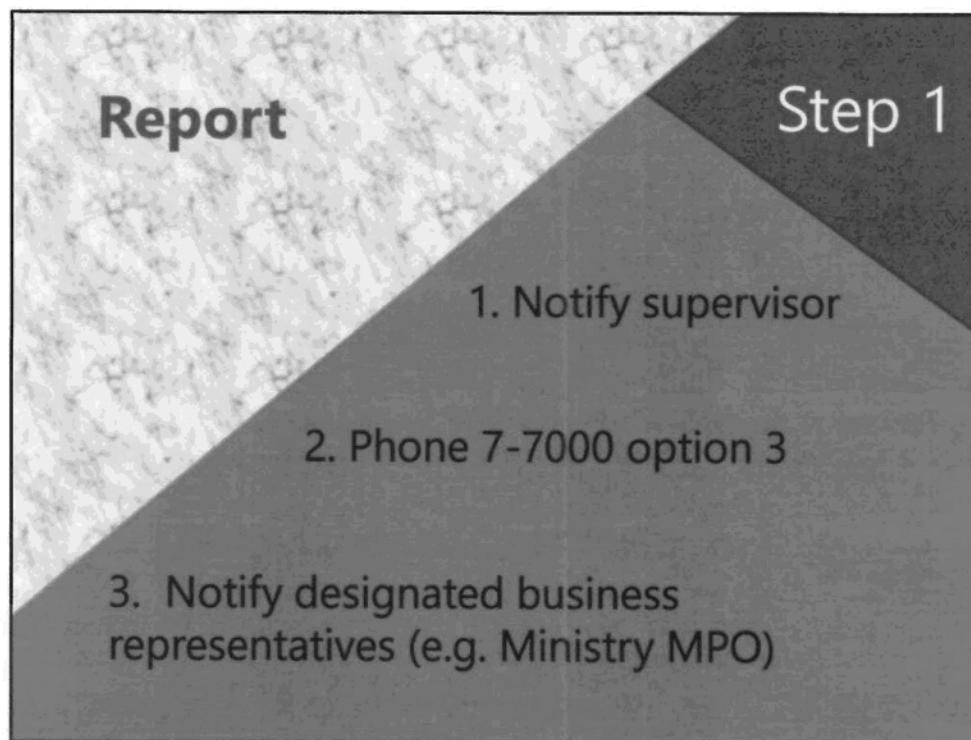 Report
Step 1
1. Notify supervisor
2. Phone 7-7000 option 3
3. Notify designated business
representatives (e.g. Ministry MPO)